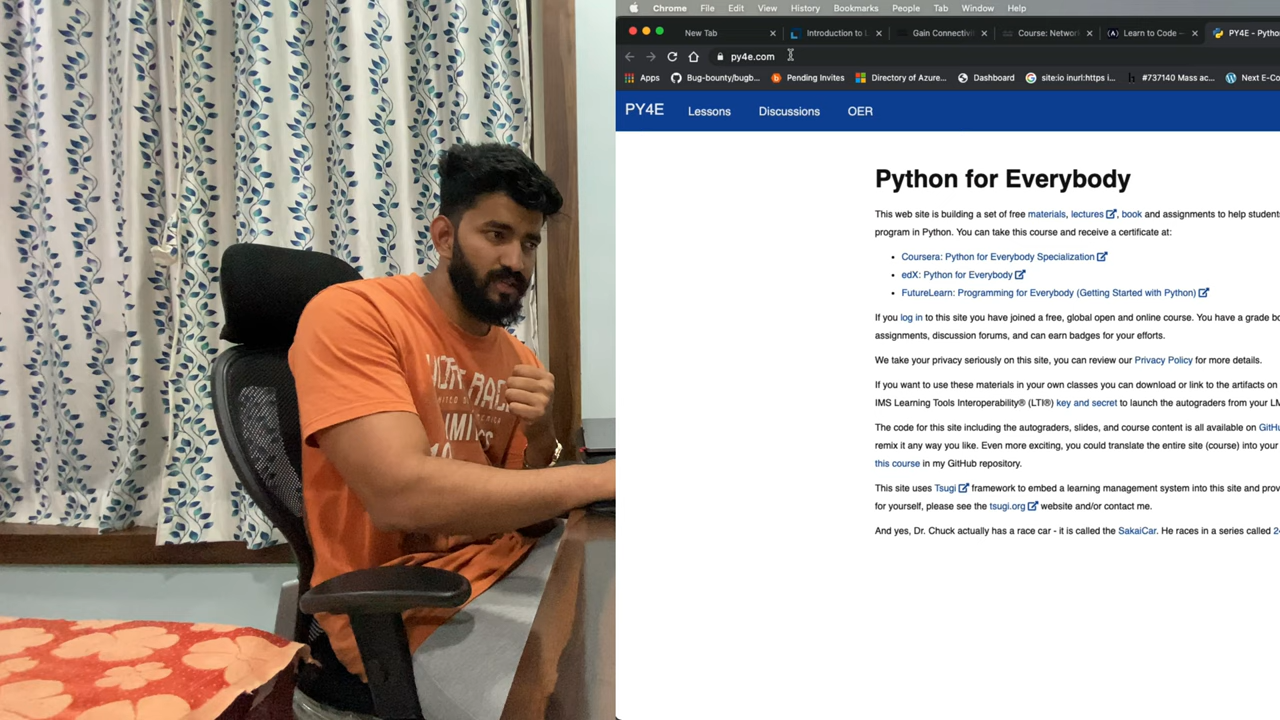 Chrome File Edit View History Bookmarks People Tab Window Help
New Tab Introduction to Gain Connectiv Course: Networ Learn to Code — PY4E - Pytho
py4e.com
Apps Bug-bounty/bugb... Pending Invites Directory of Azure... Dashboard site:io inurl:https i... #737140 Mass ac... Next E-Co
PY4E Lessons Discussions OER
Python for Everybody
This web site is building a set of free materials, lectures, book and assignments to help students
program in Python. You can take this course and receive a certificate at:
Coursera: Python for Everybody Specialization
edX: Python for Everybody
FutureLearn: Programming for Everybody (Getting Started with Python)
If you log in to this site you have joined a free, global open and online course. You have a grade bo
assignments, discussion forums, and can earn badges for your efforts.
We take your privacy seriously on this site, you can review our Privacy Policy for more details.
If you want to use these materials in your own classes you can download or link to the artifacts on
IMS Learning Tools Interoperability® (LTI®) key and secret to launch the autograders from your LM
The code for this site including the autograders, slides, and course content is all available on GitHu
remix it any way you like. Even more exciting, you could translate the entire site (course) into your
this course in my GitHub repository.
This site uses Tsugi framework to embed a learning management system into this site and prov
for yourself, please see the tsugi.org website and/or contact me.
And yes, Dr. Chuck actually has a race car - it is called the SakaiCar. He races in a series called 24